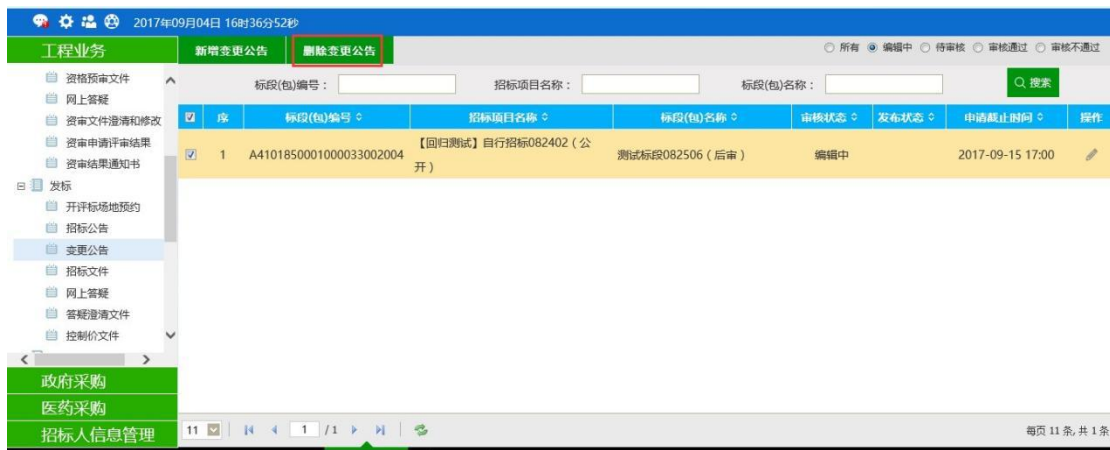 2017年09月04日 16时36分52秒
工程业务
新增变更公告 删除变更公告 所有 编辑中 待审核 审核通过 审核不通过
资格预审文件
网上答疑
资审文件澄清和修改
资审申请评审结果
资审结果通知书
发标
开评标场地预约
招标公告
变更公告
招标文件
网上答疑
答疑澄清文件
控制价文件
政府采购
医药采购
招标人信息管理
标段(包)编号： 招标项目名称： 标段(包)名称： 搜索
序 标段(包)编号 招标项目名称 标段(包)名称 审核状态 发布状态 申请截止时间 操作
1 A4101850001000033002004 【回归测试】自行招标082402（公
开） 测试标段082506（后审） 编辑中 2017-09-15 17:00
11 1 /1 每页 11 条, 共 1 条